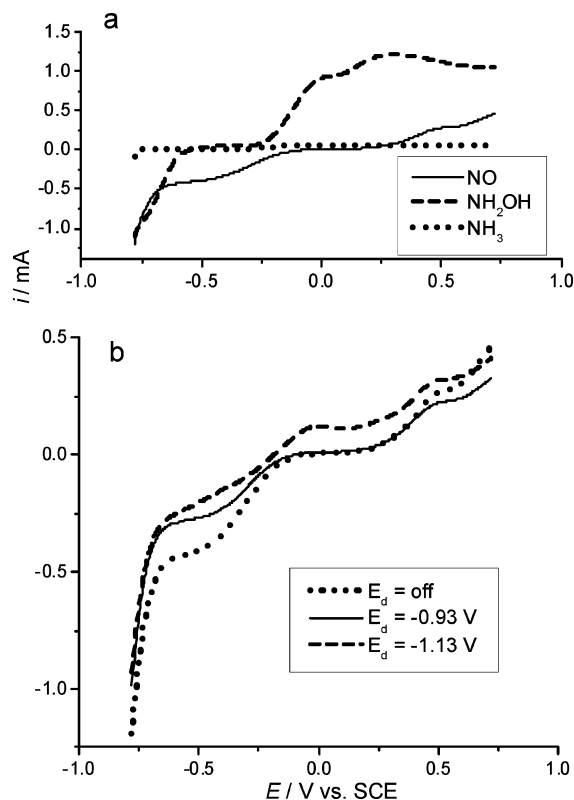 a
1.5
1.0
0.5
0.0
-0.5
-1.0
i / mA
NO
NH2OH
NH3
-1.0 -0.5 0.0 0.5 1.0
b
0.5
0.0
-0.5
-1.0
Ed = off
Ed = -0.93 V
Ed = -1.13 V
-1.0 -0.5 0.0 0.5 1.0
E / V vs. SCE